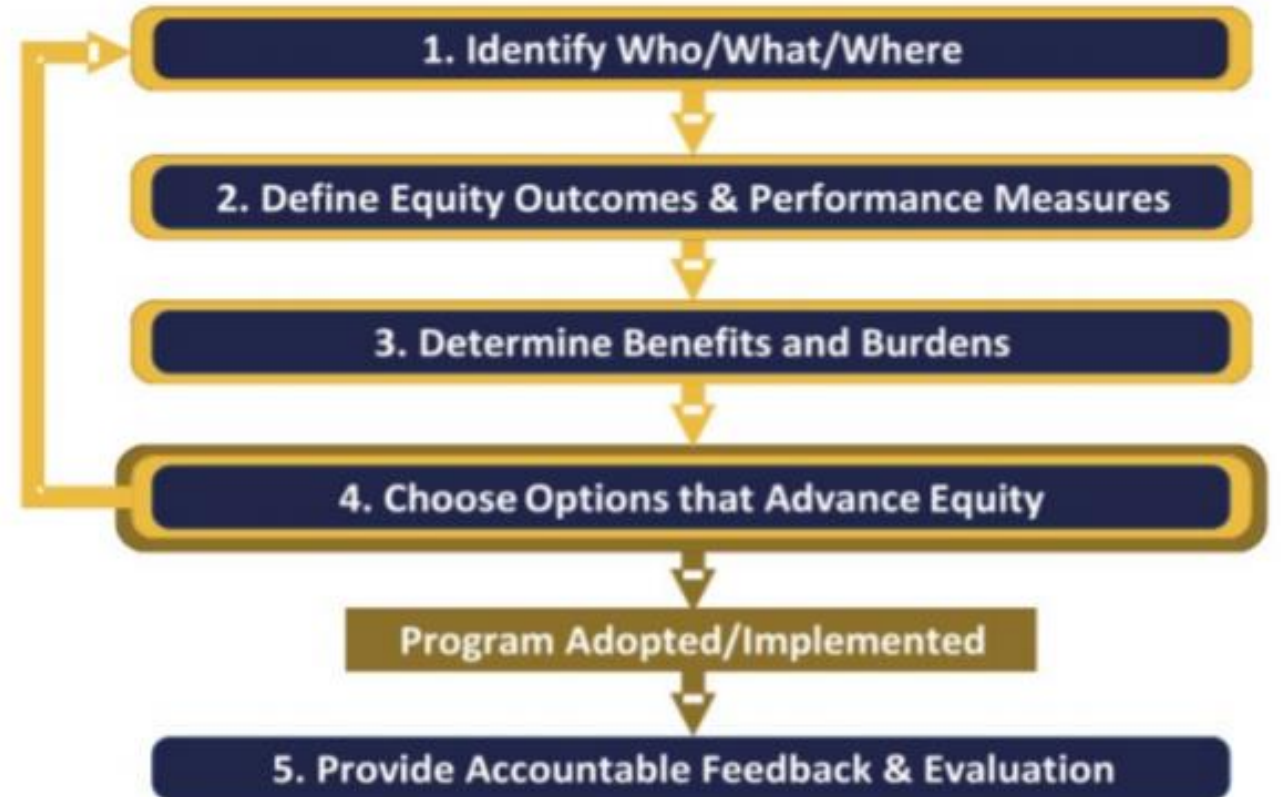 1. Identify Who/What/Where
2. Define Equity Outcomes & Performance Measures
3. Determine Benefits and Burdens
4. Choose Options that Advance Equity
Program Adopted/Implemented
5. Provide Accountable Feedback & Evaluation